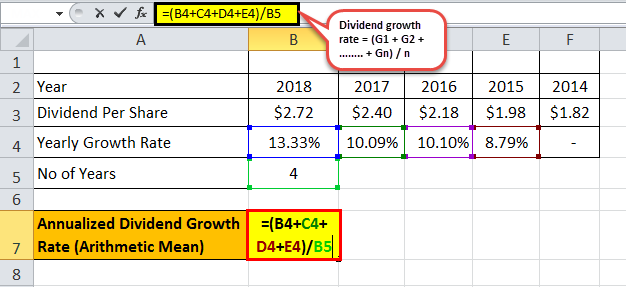 fx =(B4+C4+D4+E4)/B5
Dividend growth
rate = (G1 + G2 +
........ + Gn) / n
A B E F
1
2 Year 2018 2017 2016 2015 2014
3 Dividend Per Share $2.72 $2.40 $2.18 $1.98 $1.82
4 Yearly Growth Rate 13.33% 10.09% 10.10% 8.79% -
5 No of Years 4
6
Annualized Dividend Growth =(B4+C4+
7 Rate (Arithmetic Mean) D4+E4)/B5
8